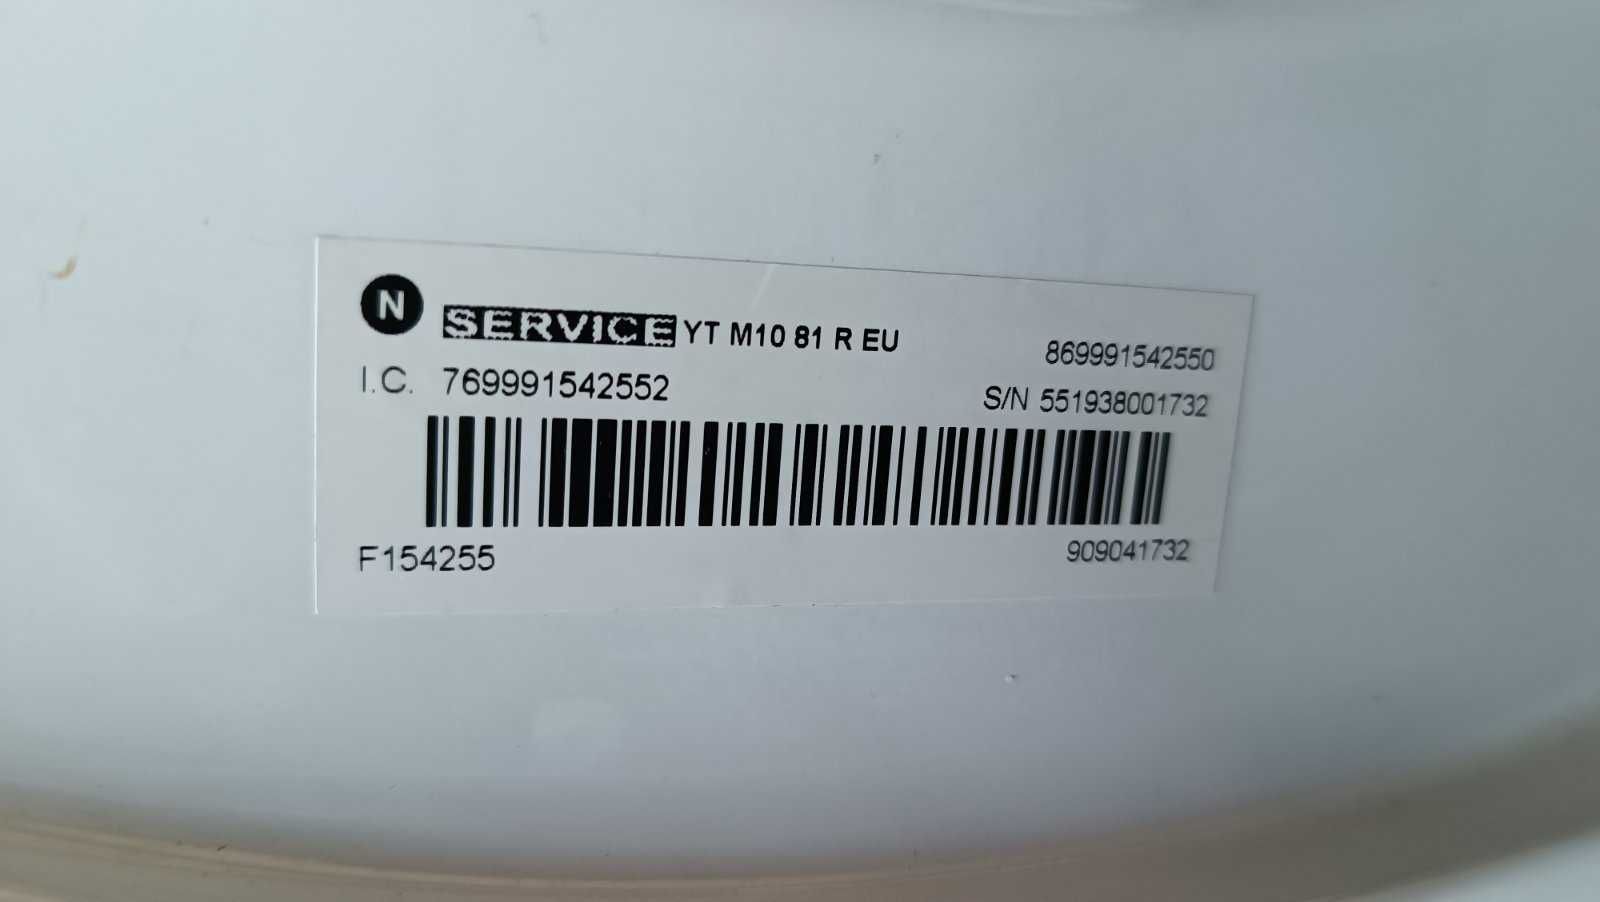 N
SERVICE YT M10 81 R EU
869991542550
I.C. 769991542552
S/N 551938001732
F154255
909041732